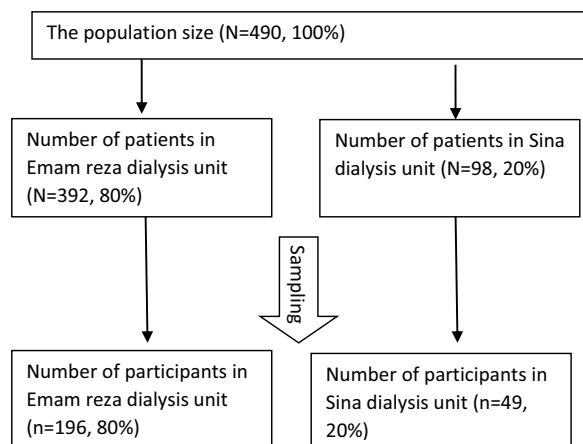 The population size (N=490, 100%)
Number of patients in
Emam reza dialysis unit
(N=392, 80%)
Number of patients in Sina
dialysis unit (N=98, 20%)
Sampling
Number of participants in
Emam reza dialysis unit
(n=196, 80%)
Number of participants in
Sina dialysis unit (n=49,
20%)